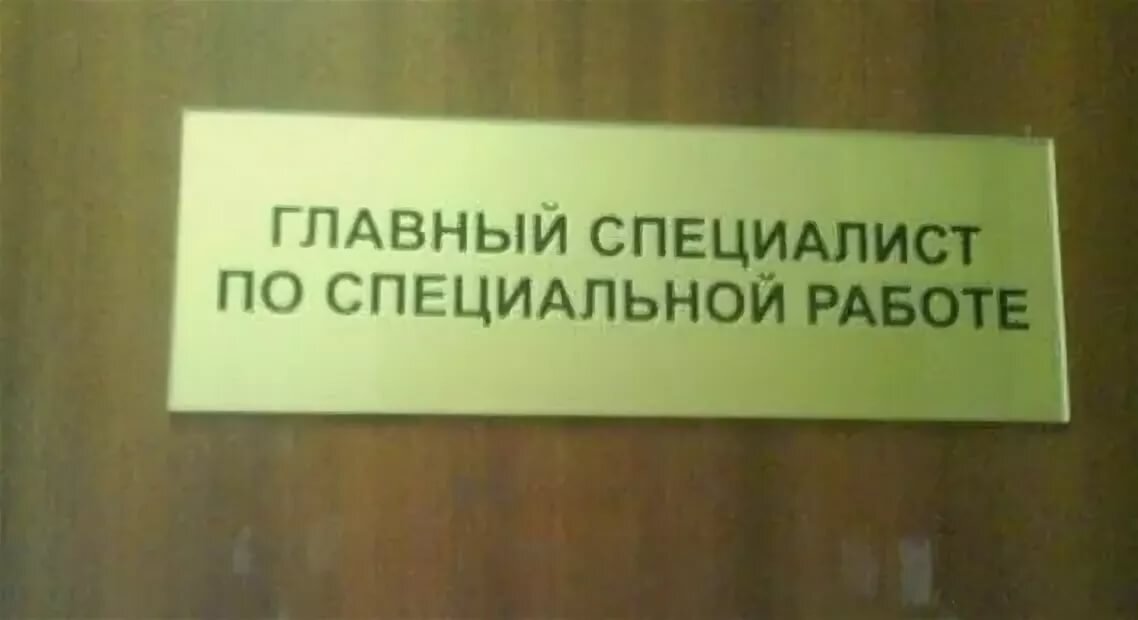 ГЛАВНЫЙ СПЕЦИАЛИСТ
ПО СПЕЦИАЛЬНОЙ РАБОТЕ